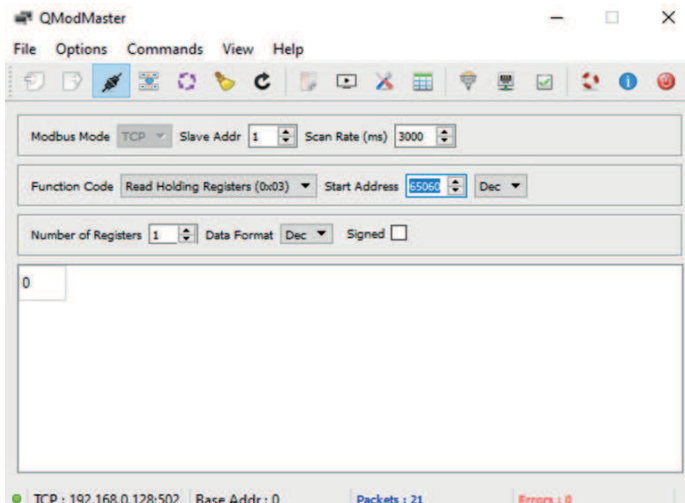 QModMaster
File Options Commands View Help
Modbus Mode TCP Slave Addr 1 Scan Rate (ms) 3000
Function Code Read Holding Registers (0x03) Start Address 65060 Dec
Number of Registers 1 Data Format Dec Signed
0
TCP : 192.168.0.128:502 Base Addr : 0 Packets : 21 Errors : 0